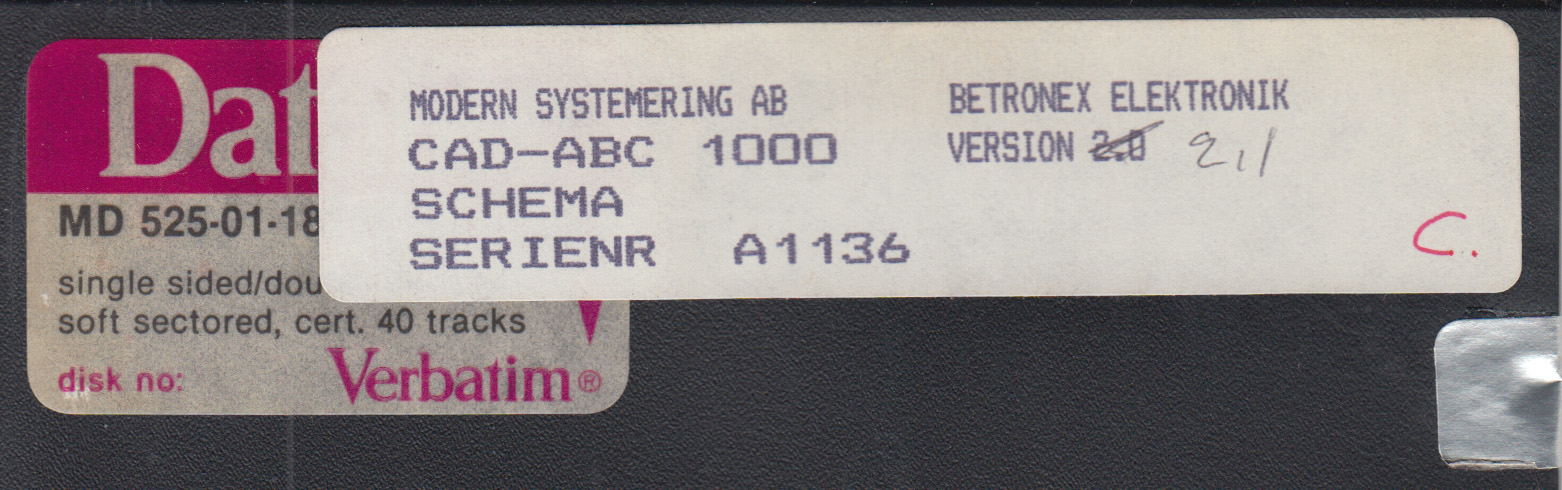 Dat
MD 525-01-18
single sided/dou
soft sectored, cert. 40 tracks
disk no:
Verbatim®
MODERN SYSTEMERING AB
CAD-ABC 1000
SCHEMA
SERIENR A1136
BETRONEX ELEKTRONIK
VERSION 2.0 2.1
C.